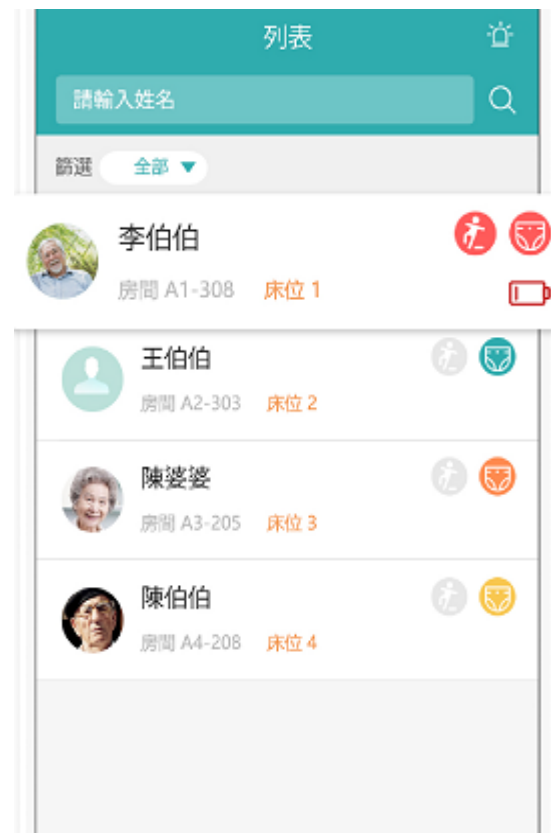 列表
請輸入姓名
篩選 全部
李伯伯
房間 A1-308 床位 1
王伯伯
房間 A2-303 床位 2
陳婆婆
房間 A3-205 床位 3
陳伯伯
房間 A4-208 床位 4